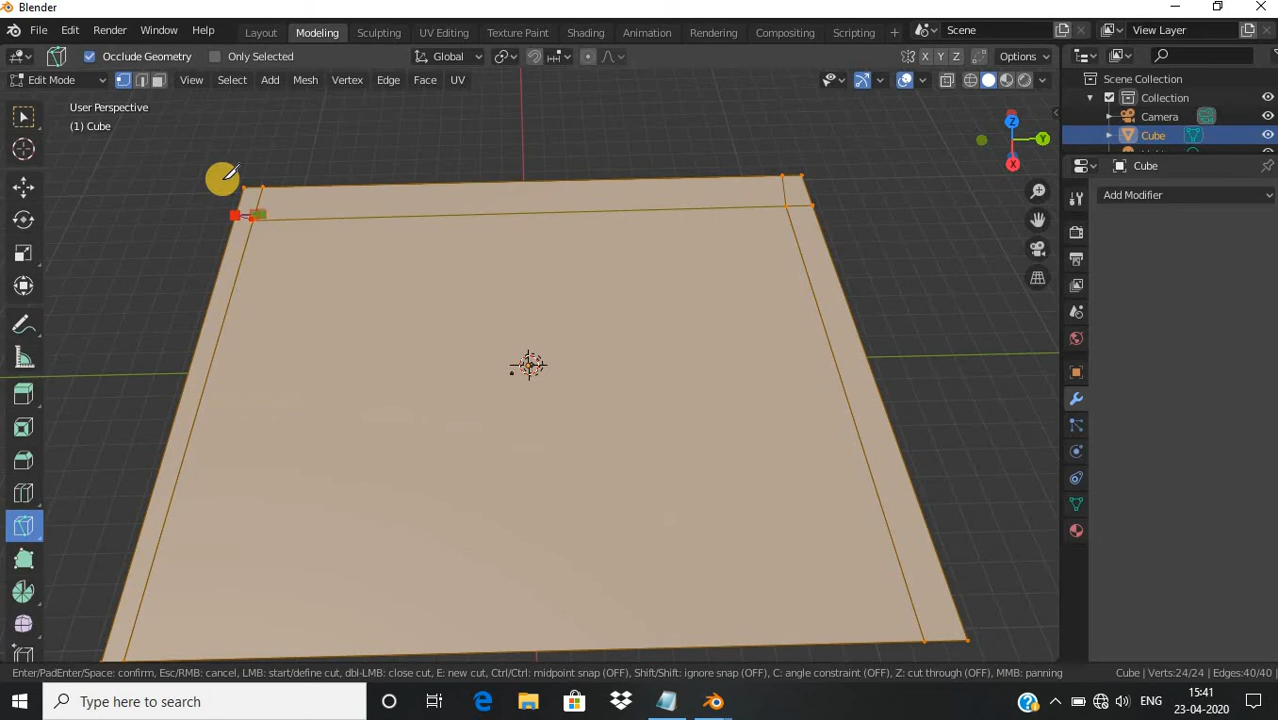 Blender
File Edit Render Window Help Layout Modeling Sculpting UV Editing Texture Paint Shading Animation Rendering Compositing Scripting + Scene View Layer
Occlude Geometry Only Selected Global X Y Z Options
Edit Mode View Select Add Mesh Vertex Edge Face UV
User Perspective
(1) Cube
Z
Y
X
Scene Collection
Collection
Camera
Cube
Cube
Add Modifier
Enter/PadEnter/Space: confirm, Esc/RMB: cancel, LMB: start/define cut, dbl-LMB: close cut, E: new cut, Ctrl/Ctrl: midpoint snap (OFF), Shift/Shift: ignore snap (OFF), C: angle constraint (OFF), Z: cut through (OFF), MMB: panning
Cube | Verts:24/24 | Edges:40/40
Type here to search
ENG
15:41
23-04-2020